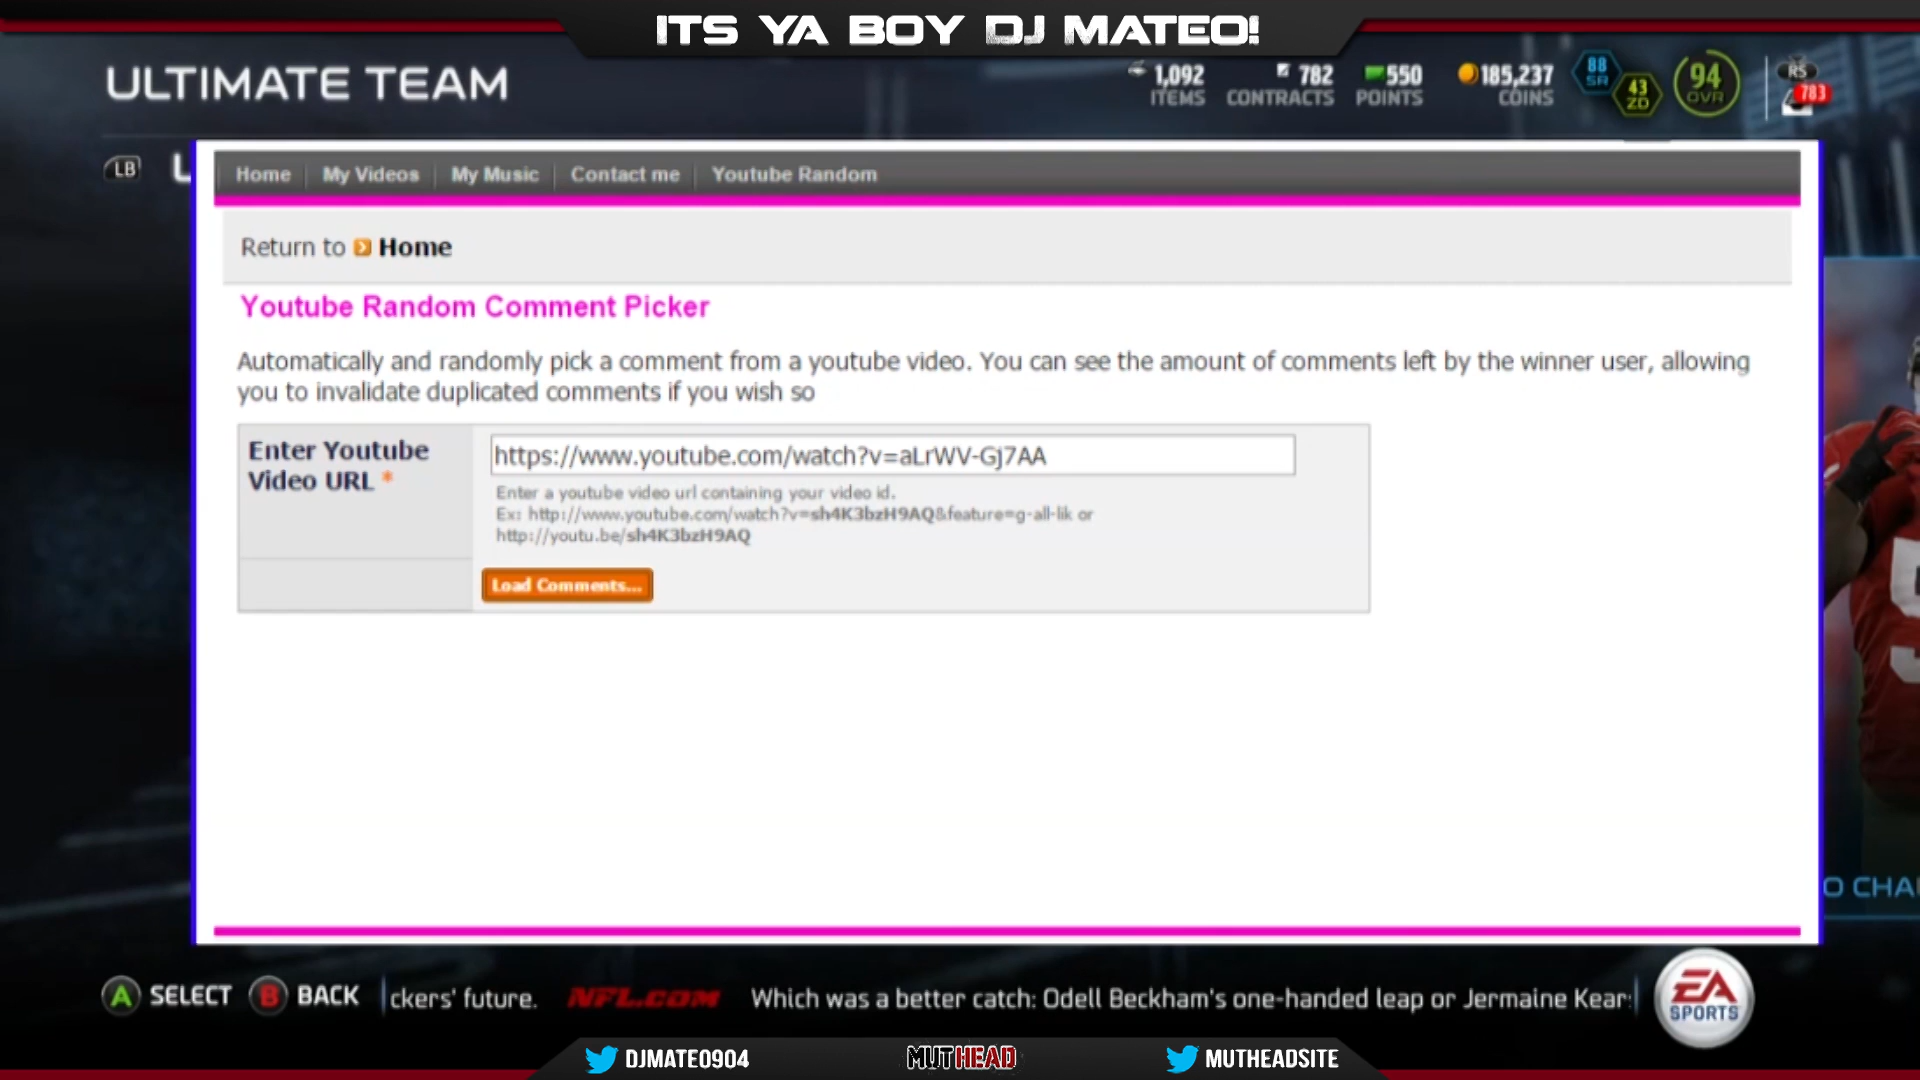 ITS YA BOY DJ MATEO!
ULTIMATE TEAM
1,092 ITEMS
782 CONTRACTS
550 POINTS
185,237 COINS
88 SR
43 ZD
94 OVR
RS
783
LB
Home My Videos My Music Contact me Youtube Random
Return to Home
Youtube Random Comment Picker
Automatically and randomly pick a comment from a youtube video. You can see the amount of comments left by the winner user, allowing
you to invalidate duplicated comments if you wish so
Enter Youtube
Video URL *
https://www.youtube.com/watch?v=aLrWV-Gj7AA
Enter a youtube video url containing your video id.
Ex: http://www.youtube.com/watch?v=sh4K3bzH9AQ&feature=g-all-lik or
http://youtu.be/sh4K3bzH9AQ
Load Comments...
O CHA
A SELECT B BACK ckers' future. NFL.COM Which was a better catch: Odell Beckham's one-handed leap or Jermaine Kear
EA SPORTS
DJMATEO904 MUTHEAD MUTHEADSITE